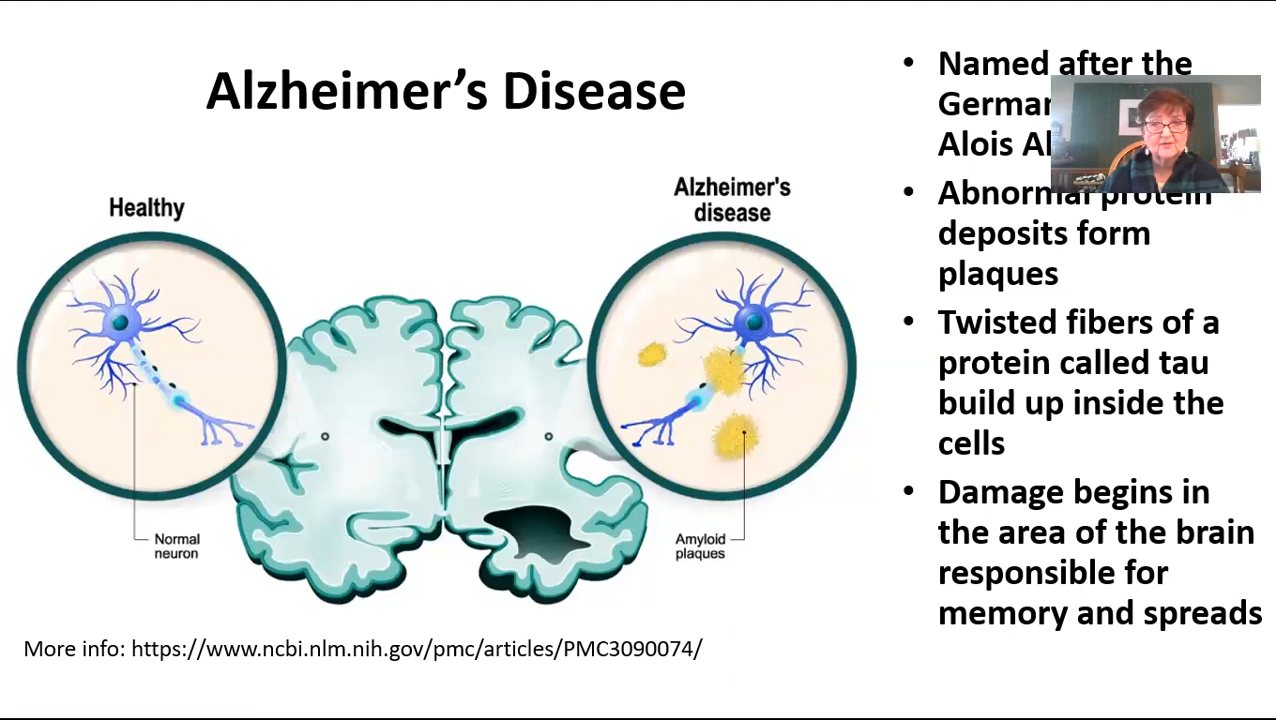 Alzheimer's Disease
Healthy
Alzheimer's
disease
Normal
neuron
Amyloid
plaques
More info: https://www.ncbi.nlm.nih.gov/pmc/articles/PMC3090074/
• Named after the
Alois
• Abnormal protein
deposits form
plaques
• Twisted fibers of a
protein called tau
build up inside the
cells
• Damage begins in
the area of the brain
responsible for
memory and spreads